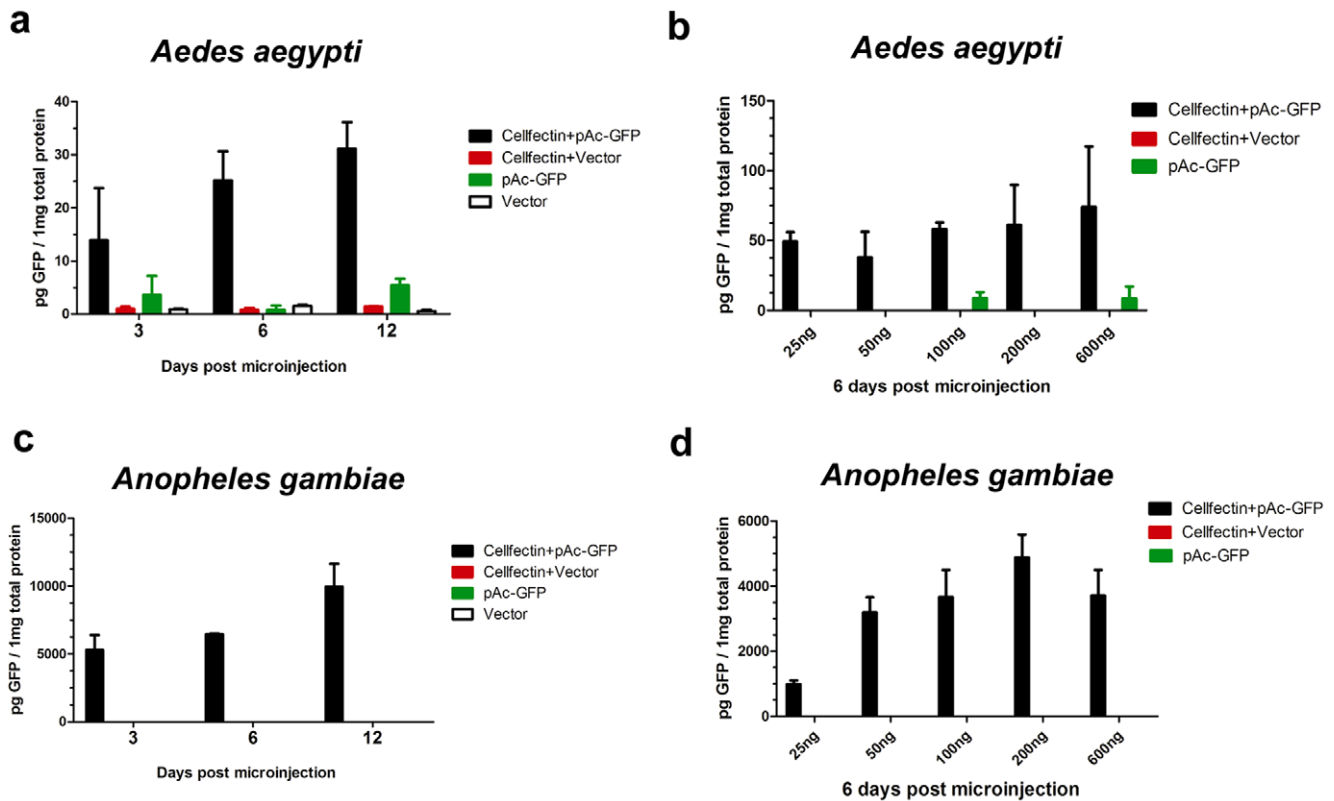 a
Aedes aegypti
40
30
20
10
0
pg GFP / 1mg total protein
3
6
12
Days post microinjection
Cellfectin+pAc-GFP
Cellfectin+Vector
pAc-GFP
Vector
b
Aedes aegypti
150
100
50
0
pg GFP / 1mg total protein
25ng
50ng
100ng
200ng
600ng
6 days post microinjection
Cellfectin+pAc-GFP
Cellfectin+Vector
pAc-GFP
c
Anopheles gambiae
15000
10000
5000
0
pg GFP / 1mg total protein
3
6
12
Days post microinjection
Cellfectin+pAc-GFP
Cellfectin+Vector
pAc-GFP
Vector
d
Anopheles gambiae
6000
4000
2000
0
pg GFP / 1mg total protein
25ng
50ng
100ng
200ng
600ng
6 days post microinjection
Cellfectin+pAc-GFP
Cellfectin+Vector
pAc-GFP